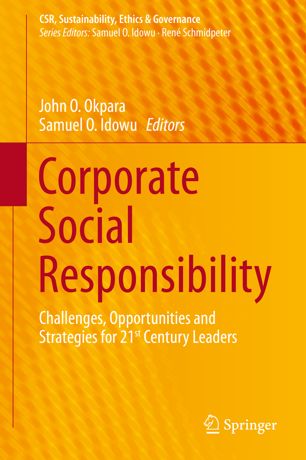 CSR, Sustainability, Ethics & Governance
Series Editors: Samuel O. Idowu · René Schmidpeter
John O. Okpara
Samuel O. Idowu Editors
Corporate
Social
Responsibility
Challenges, Opportunities and
Strategies for 21st Century Leaders
Springer